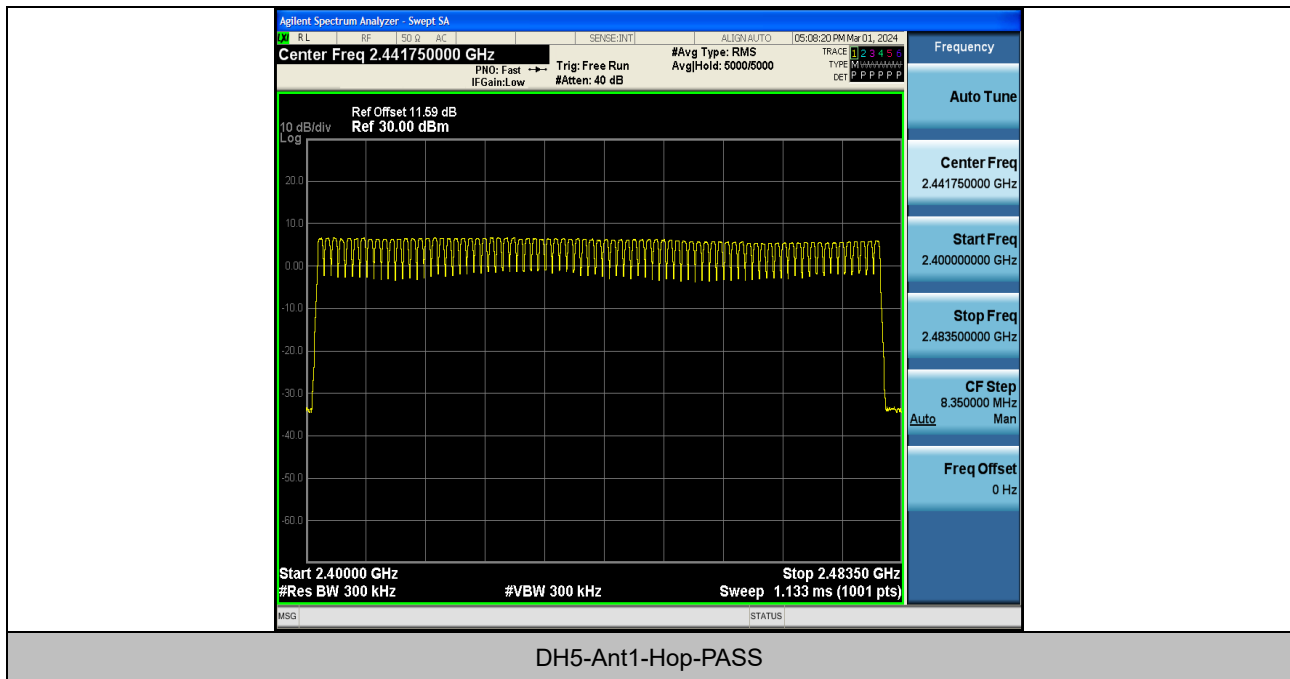 Agilent Spectrum Analyzer - Swept SA
LXI RL RF 50 Ω AC SENSE:INT ALIGN AUTO 05:08:20 PM Mar 01, 2024
Center Freq 2.441750000 GHz
PNO: Fast
IFGain:Low
Trig: Free Run
#Atten: 40 dB
#Avg Type: RMS
Avg|Hold: 5000/5000
TRACE 1 2 3 4 5 6
TYPE M
DET P P P P P P
Ref Offset 11.59 dB
10 dB/div Ref 30.00 dBm
Log
20.0
10.0
0.00
-10.0
-20.0
-30.0
-40.0
-50.0
-60.0
Start 2.40000 GHz Stop 2.48350 GHz
#Res BW 300 kHz #VBW 300 kHz Sweep 1.133 ms (1001 pts)
MSG STATUS
Frequency
Auto Tune
Center Freq
2.441750000 GHz
Start Freq
2.400000000 GHz
Stop Freq
2.483500000 GHz
CF Step
8.350000 MHz
Auto Man
Freq Offset
0 Hz
DH5-Ant1-Hop-PASS